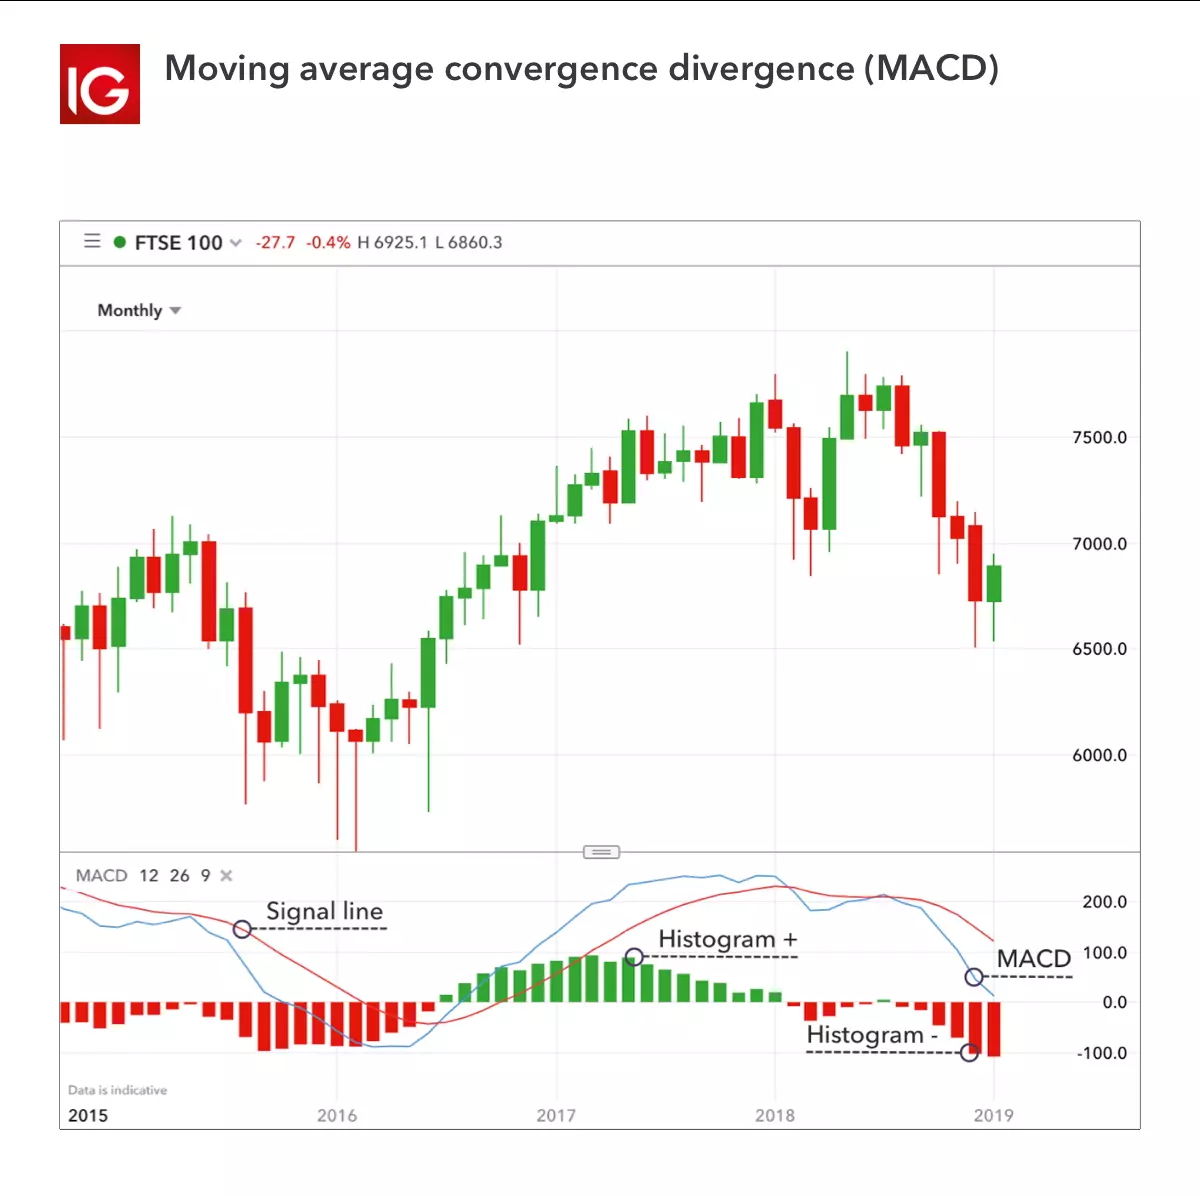 IG
Moving average convergence divergence (MACD)
FTSE 100 -27.7 -0.4% H 6925.1 L 6860.3
Monthly
7500.0
7000.0
6500.0
6000.0
MACD 12 26 9
200.0
Signal line
Histogram +
100.0
MACD
0.0
Histogram -
-100.0
Data is indicative
2015 2016 2017 2018 2019